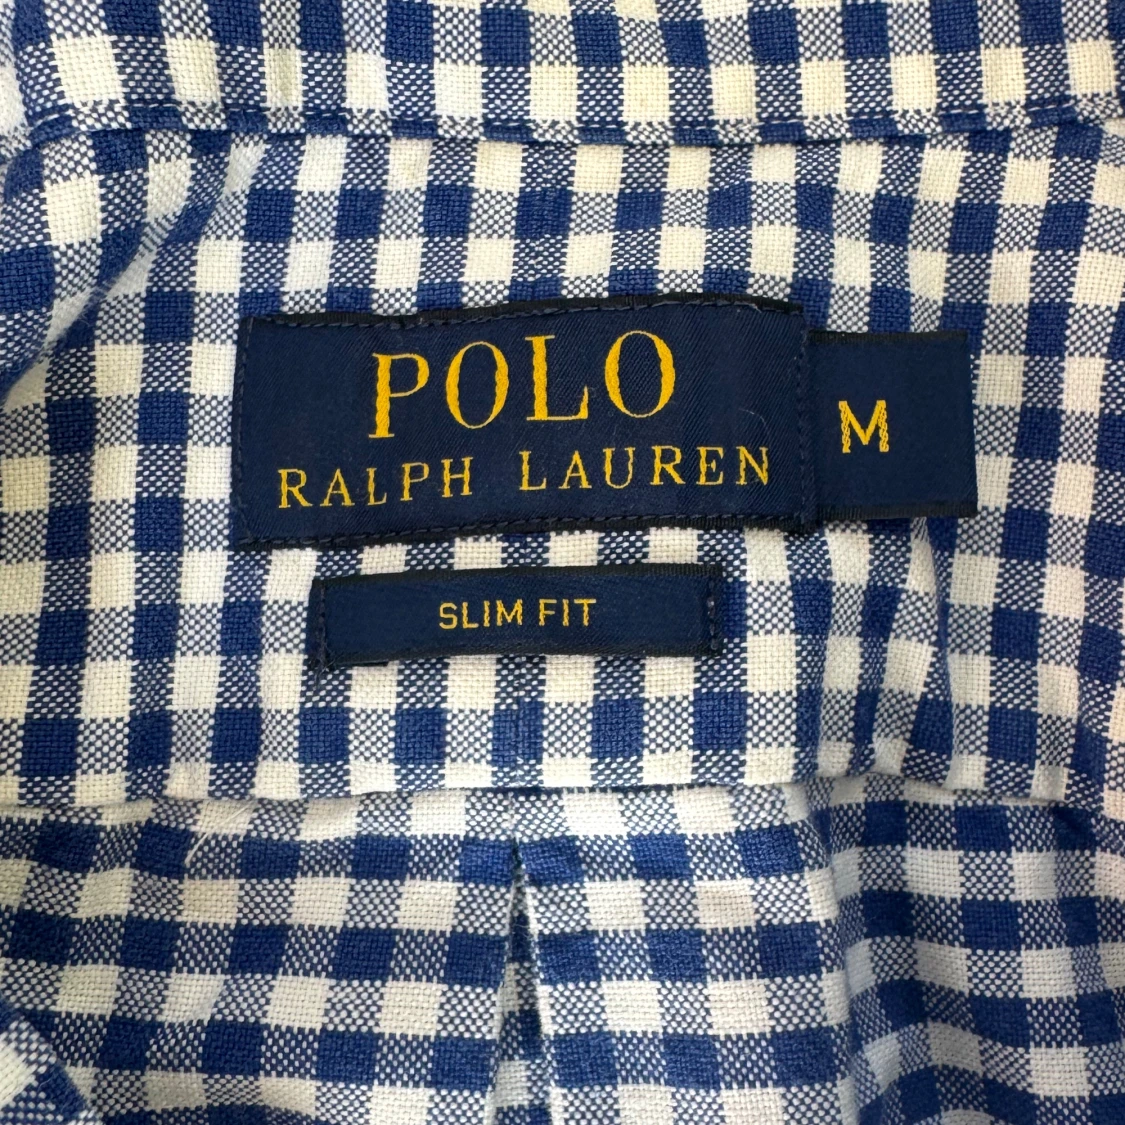 POLO
RALPH LAUREN
M
SLIM FIT